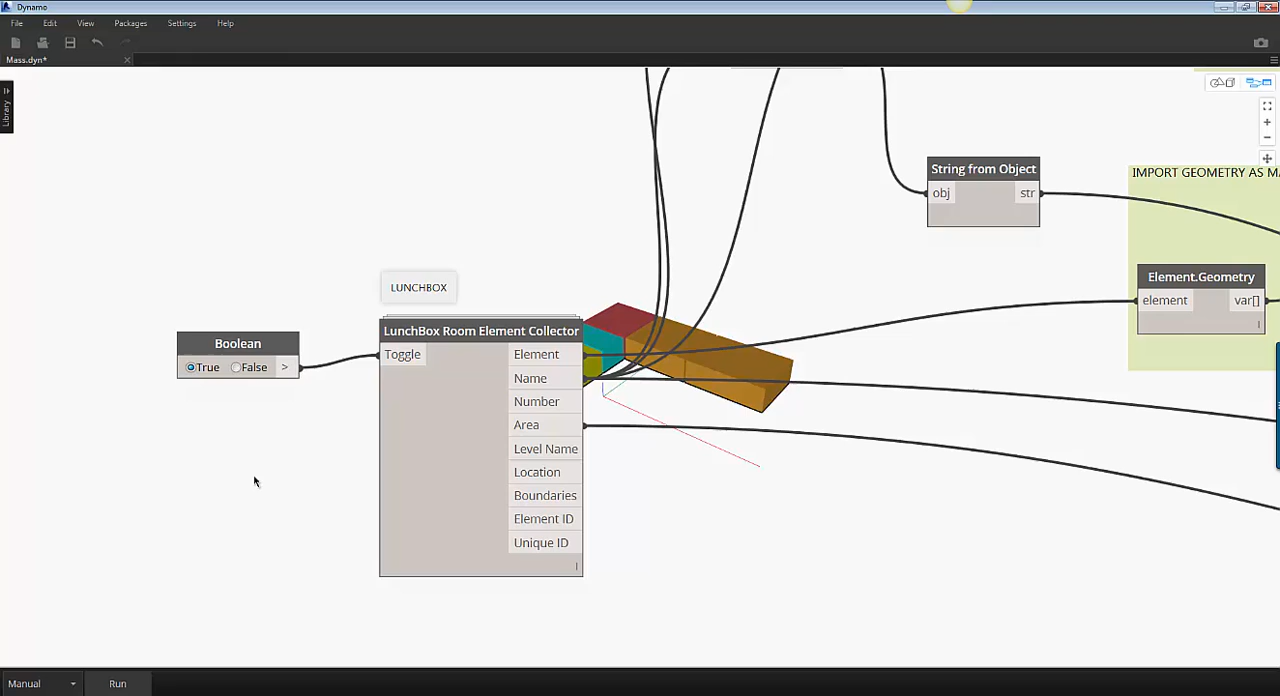 Dynamo
File Edit View Packages Settings Help
Mass.dyn*
Library
String from Object
obj str
IMPORT GEOMETRY AS MA
Element.Geometry
element var[]
LUNCHBOX
LunchBox Room Element Collector
Boolean
True False >
Toggle
Element
Name
Number
Area
Level Name
Location
Boundaries
Element ID
Unique ID
Manual Run